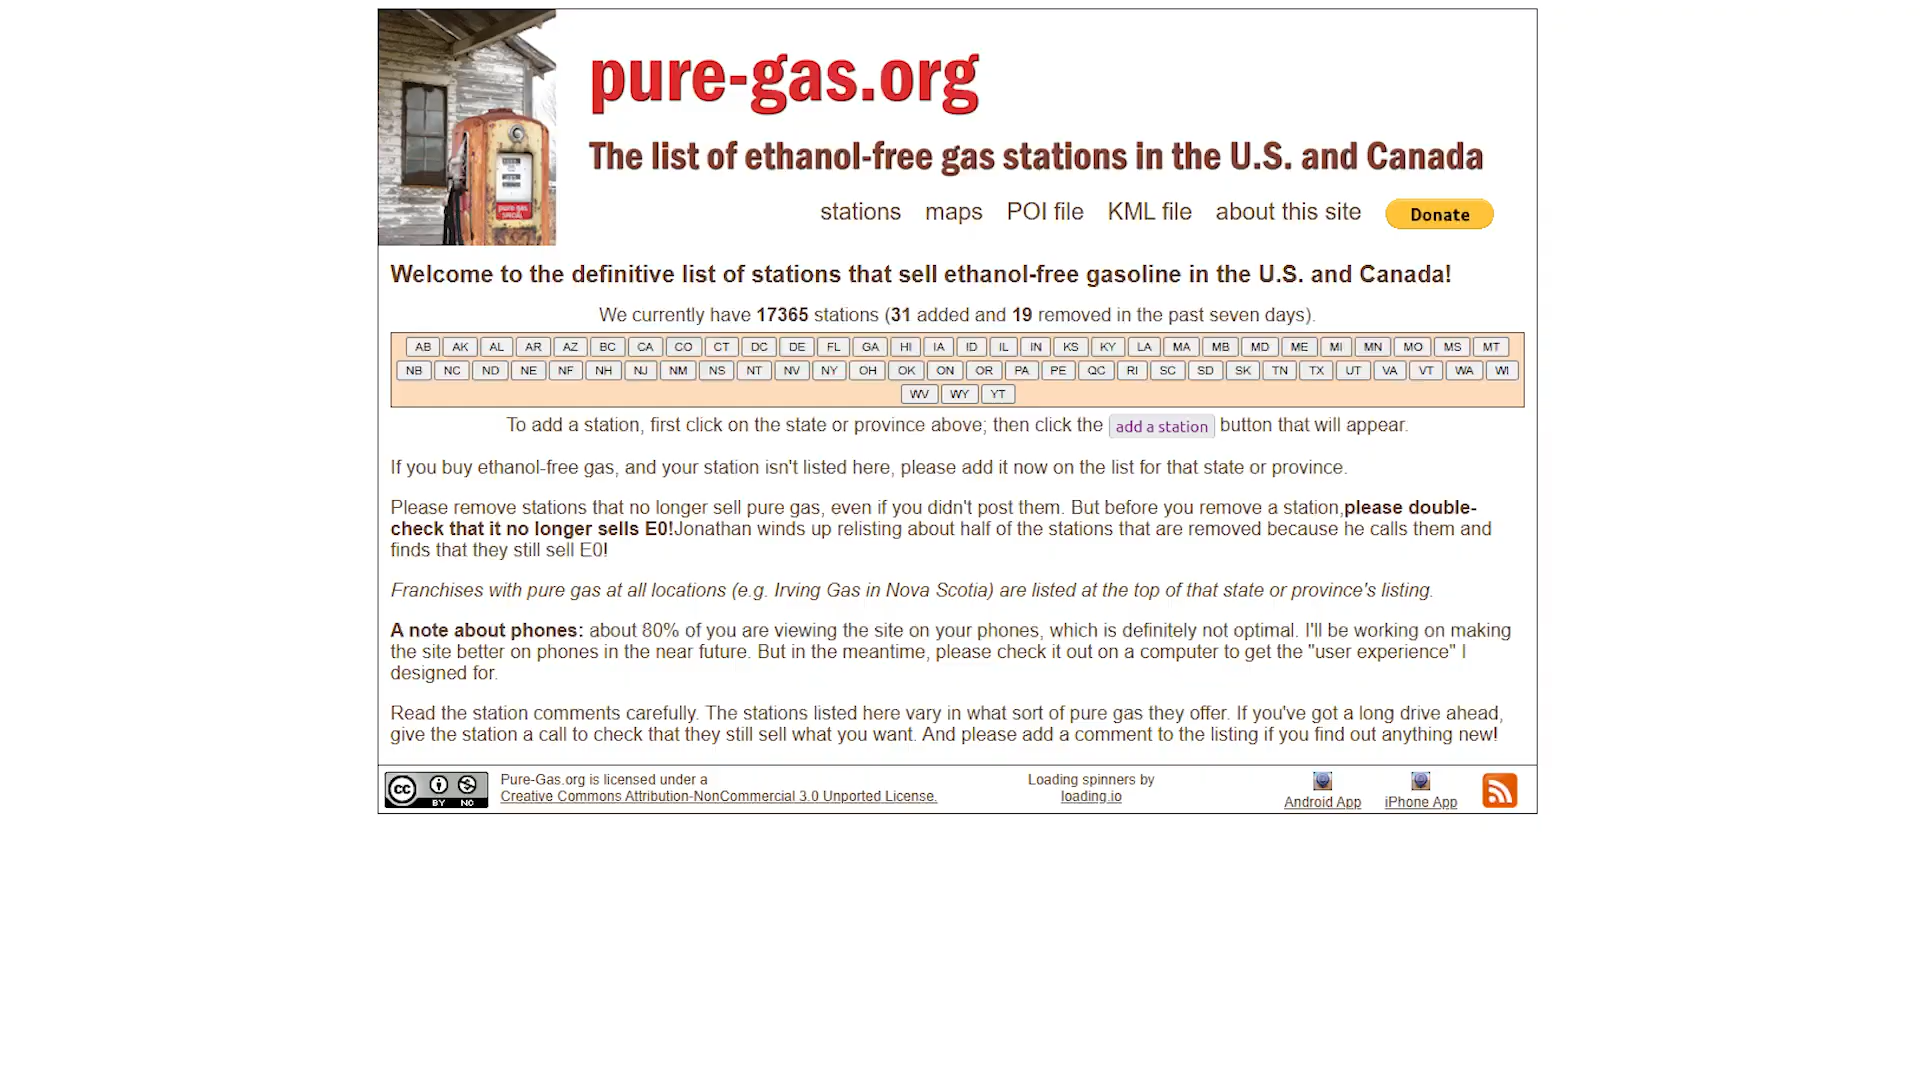 pure-gas.org
The list of ethanol-free gas stations in the U.S. and Canada
stations maps POI file KML file about this site Donate
Welcome to the definitive list of stations that sell ethanol-free gasoline in the U.S. and Canada!
We currently have 17365 stations (31 added and 19 removed in the past seven days).
AB AK AL AR AZ BC CA CO CT DC DE FL GA HI IA ID IL IN KS KY LA MA MB MD ME MI MN MO MS MT
NB NC ND NE NF NH NJ NM NS NT NV NY OH OK ON OR PA PE QC RI SC SD SK TN TX UT VA VT WA WI
WV WY YT
To add a station, first click on the state or province above; then click the add a station button that will appear.
If you buy ethanol-free gas, and your station isn't listed here, please add it now on the list for that state or province.
Please remove stations that no longer sell pure gas, even if you didn't post them. But before you remove a station,please double-
check that it no longer sells E0!Jonathan winds up relisting about half of the stations that are removed because he calls them and
finds that they still sell E0!
Franchises with pure gas at all locations (e.g. Irving Gas in Nova Scotia) are listed at the top of that state or province's listing.
A note about phones: about 80% of you are viewing the site on your phones, which is definitely not optimal. I'll be working on making
the site better on phones in the near future. But in the meantime, please check it out on a computer to get the "user experience" I
designed for.
Read the station comments carefully. The stations listed here vary in what sort of pure gas they offer. If you've got a long drive ahead,
give the station a call to check that they still sell what you want. And please add a comment to the listing if you find out anything new!
cc BY NC
Pure-Gas.org is licensed under a
Creative Commons Attribution-NonCommercial 3.0 Unported License.
Loading spinners by
loading.io
Android App iPhone App